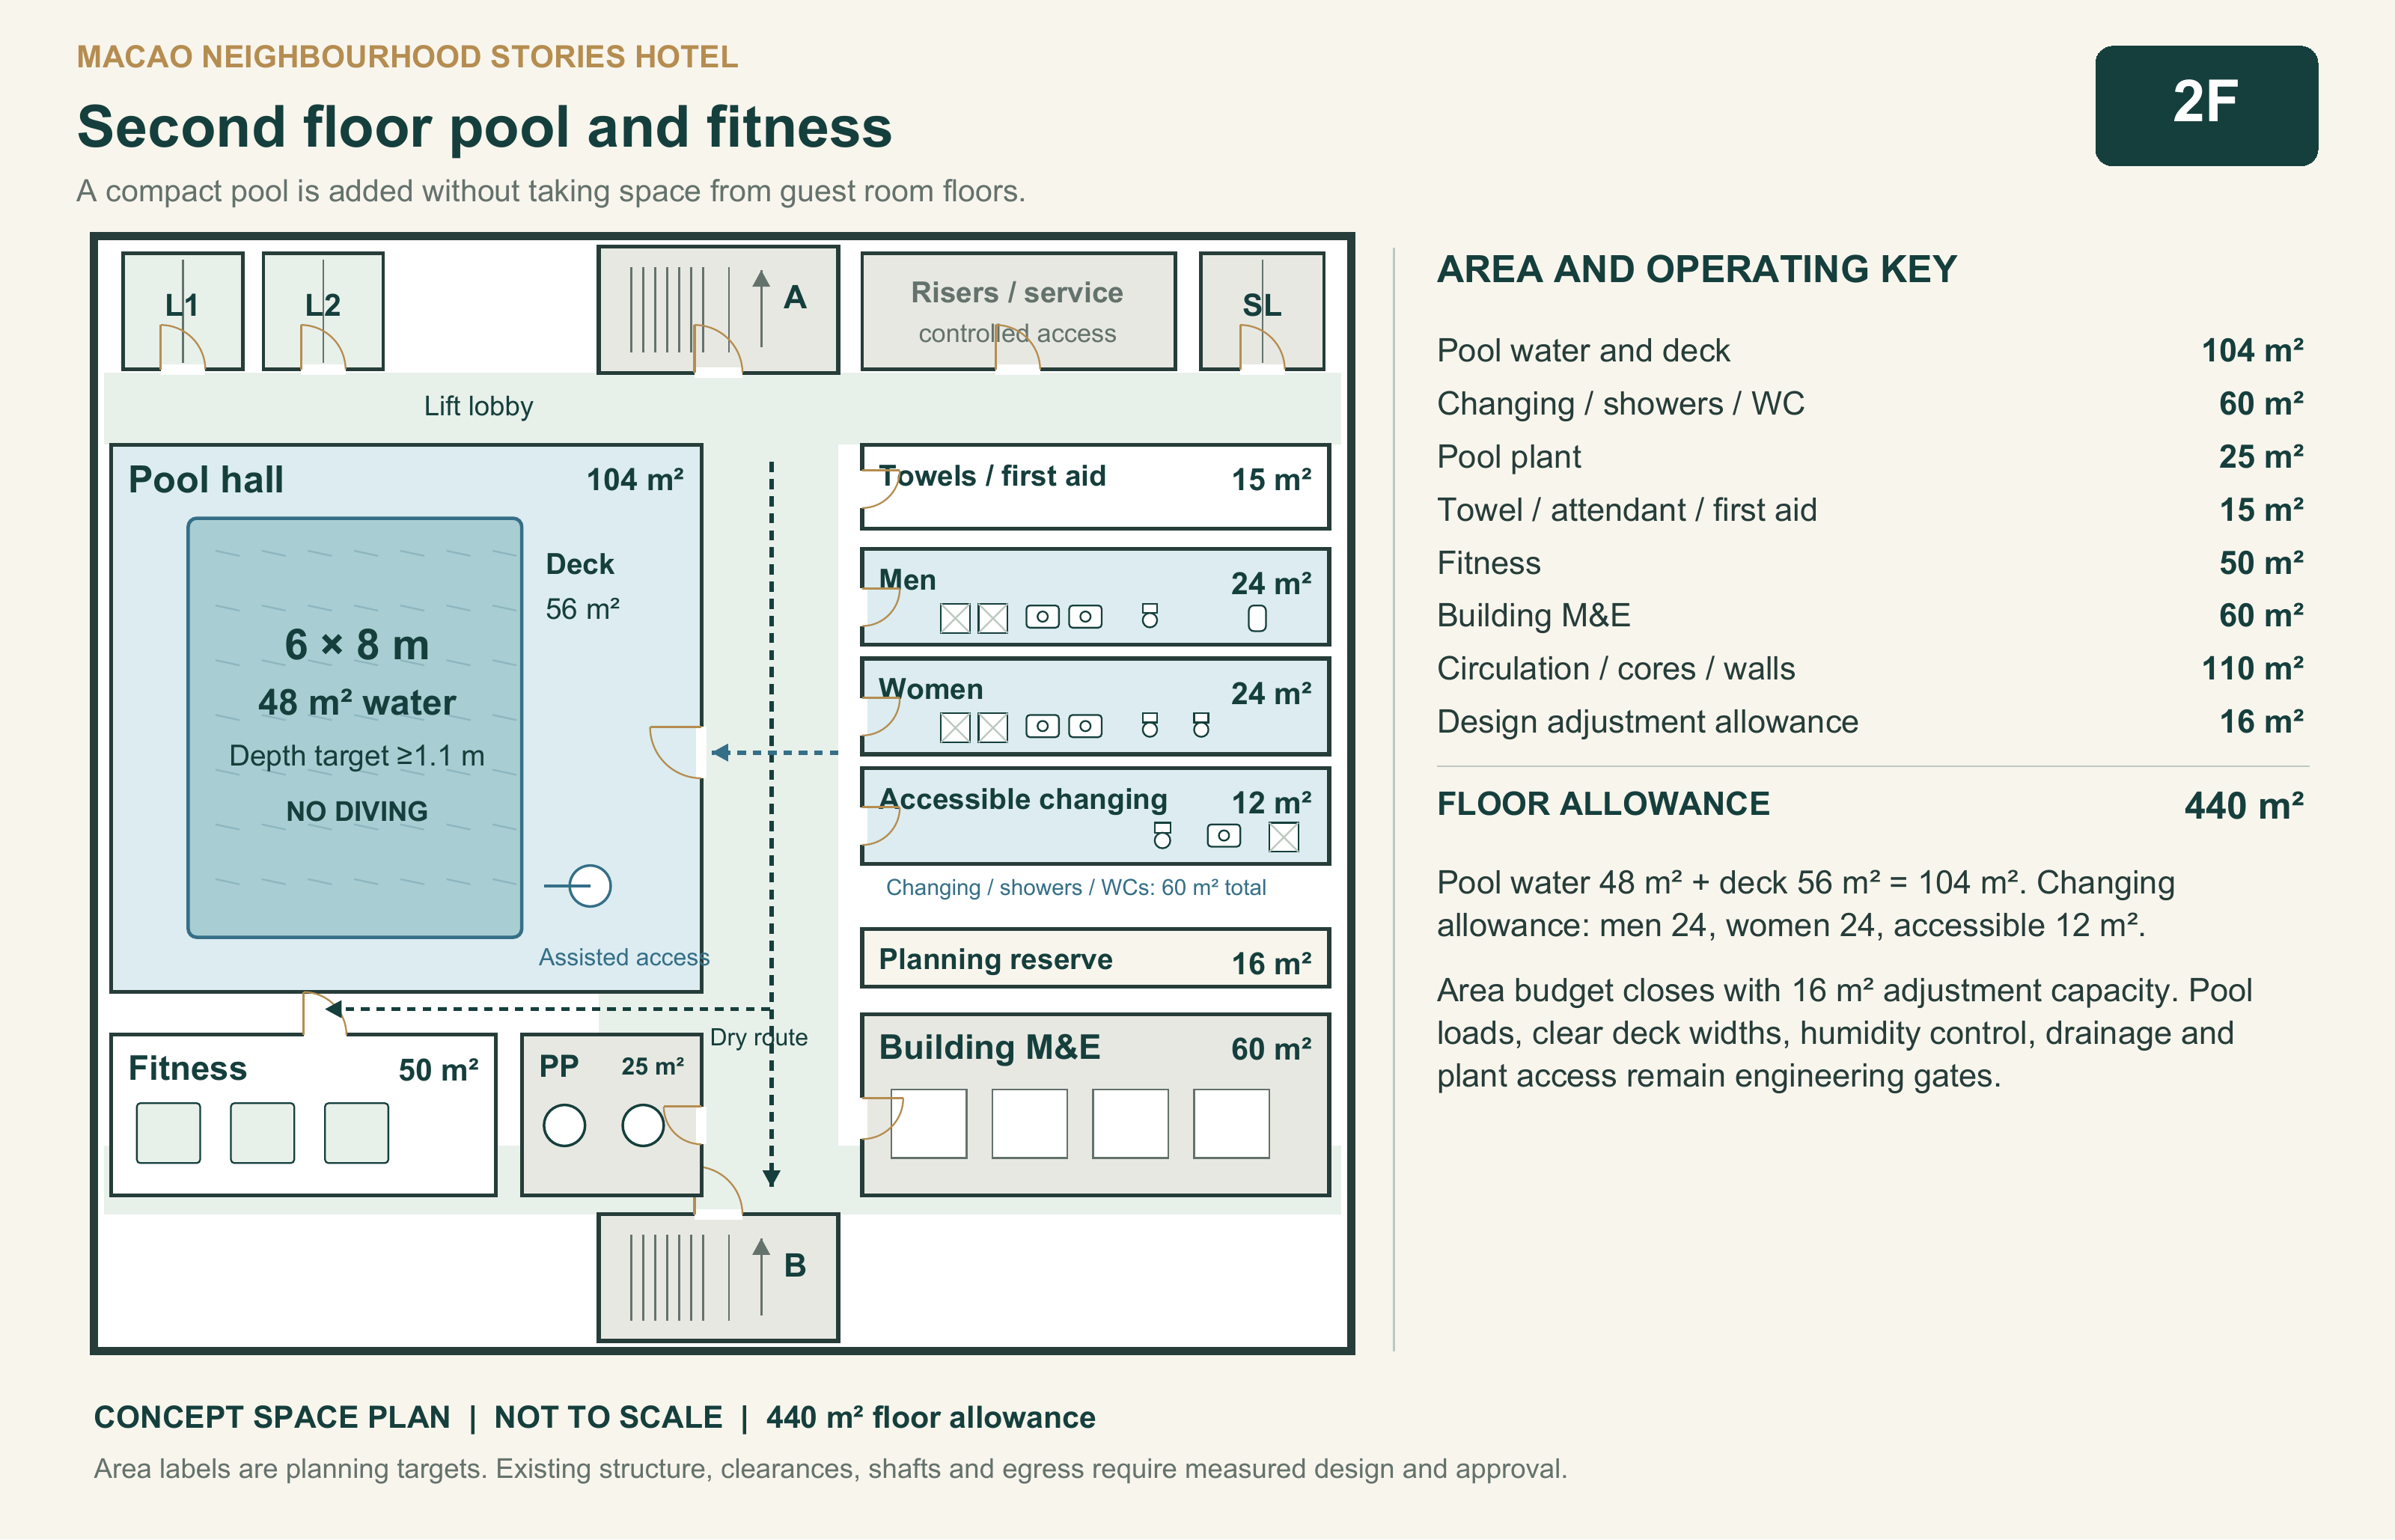 MACAO NEIGHBOURHOOD STORIES HOTEL
Second floor pool and fitness
A compact pool is added without taking space from guest room floors.
2F
L1
L2
A
Risers / service
controlled access
SL
Lift lobby
Pool hall
104 m²
Deck
56 m²
6 × 8 m
48 m² water
Depth target ≥1.1 m
NO DIVING
Assisted access
Towels / first aid
15 m²
Men
24 m²
Women
24 m²
Accessible changing
12 m²
Changing / showers / WCs: 60 m² total
Planning reserve
16 m²
Dry route
Fitness
50 m²
PP
25 m²
Building M&E
60 m²
B
AREA AND OPERATING KEY
Pool water and deck 104 m²
Changing / showers / WC 60 m²
Pool plant 25 m²
Towel / attendant / first aid 15 m²
Fitness 50 m²
Building M&E 60 m²
Circulation / cores / walls 110 m²
Design adjustment allowance 16 m²
FLOOR ALLOWANCE 440 m²
Pool water 48 m² + deck 56 m² = 104 m². Changing
allowance: men 24, women 24, accessible 12 m².
Area budget closes with 16 m² adjustment capacity. Pool
loads, clear deck widths, humidity control, drainage and
plant access remain engineering gates.
CONCEPT SPACE PLAN | NOT TO SCALE | 440 m² floor allowance
Area labels are planning targets. Existing structure, clearances, shafts and egress require measured design and approval.